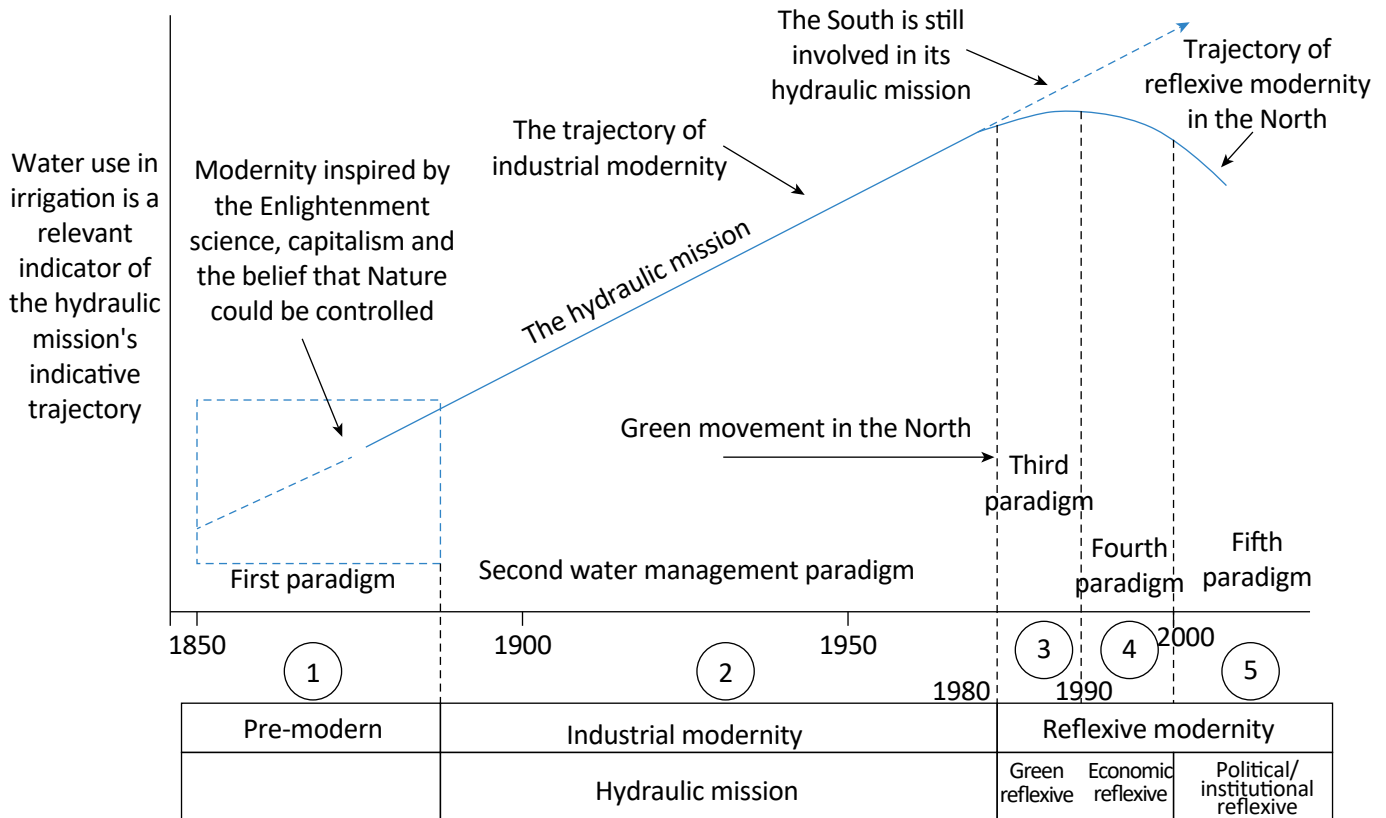 The South is still
involved in its
hydraulic mission
Trajectory of
reflexive modernity
in the North
The trajectory of
industrial modernity
Water use in
irrigation is a
relevant
indicator of
the hydraulic
mission's
indicative
trajectory
Modernity inspired by
the Enlightenment
science, capitalism and
the belief that Nature
could be controlled
The hydraulic mission
Green movement in the North
Third
paradigm
Fourth
paradigm
Fifth
paradigm
First paradigm
Second water management paradigm
1850
1900
1950
2000
1
2
3
4
5
1980
1990
Pre-modern
Industrial modernity
Reflexive modernity
Hydraulic mission
Green
reflexive
Economic
reflexive
Political/
institutional
reflexive